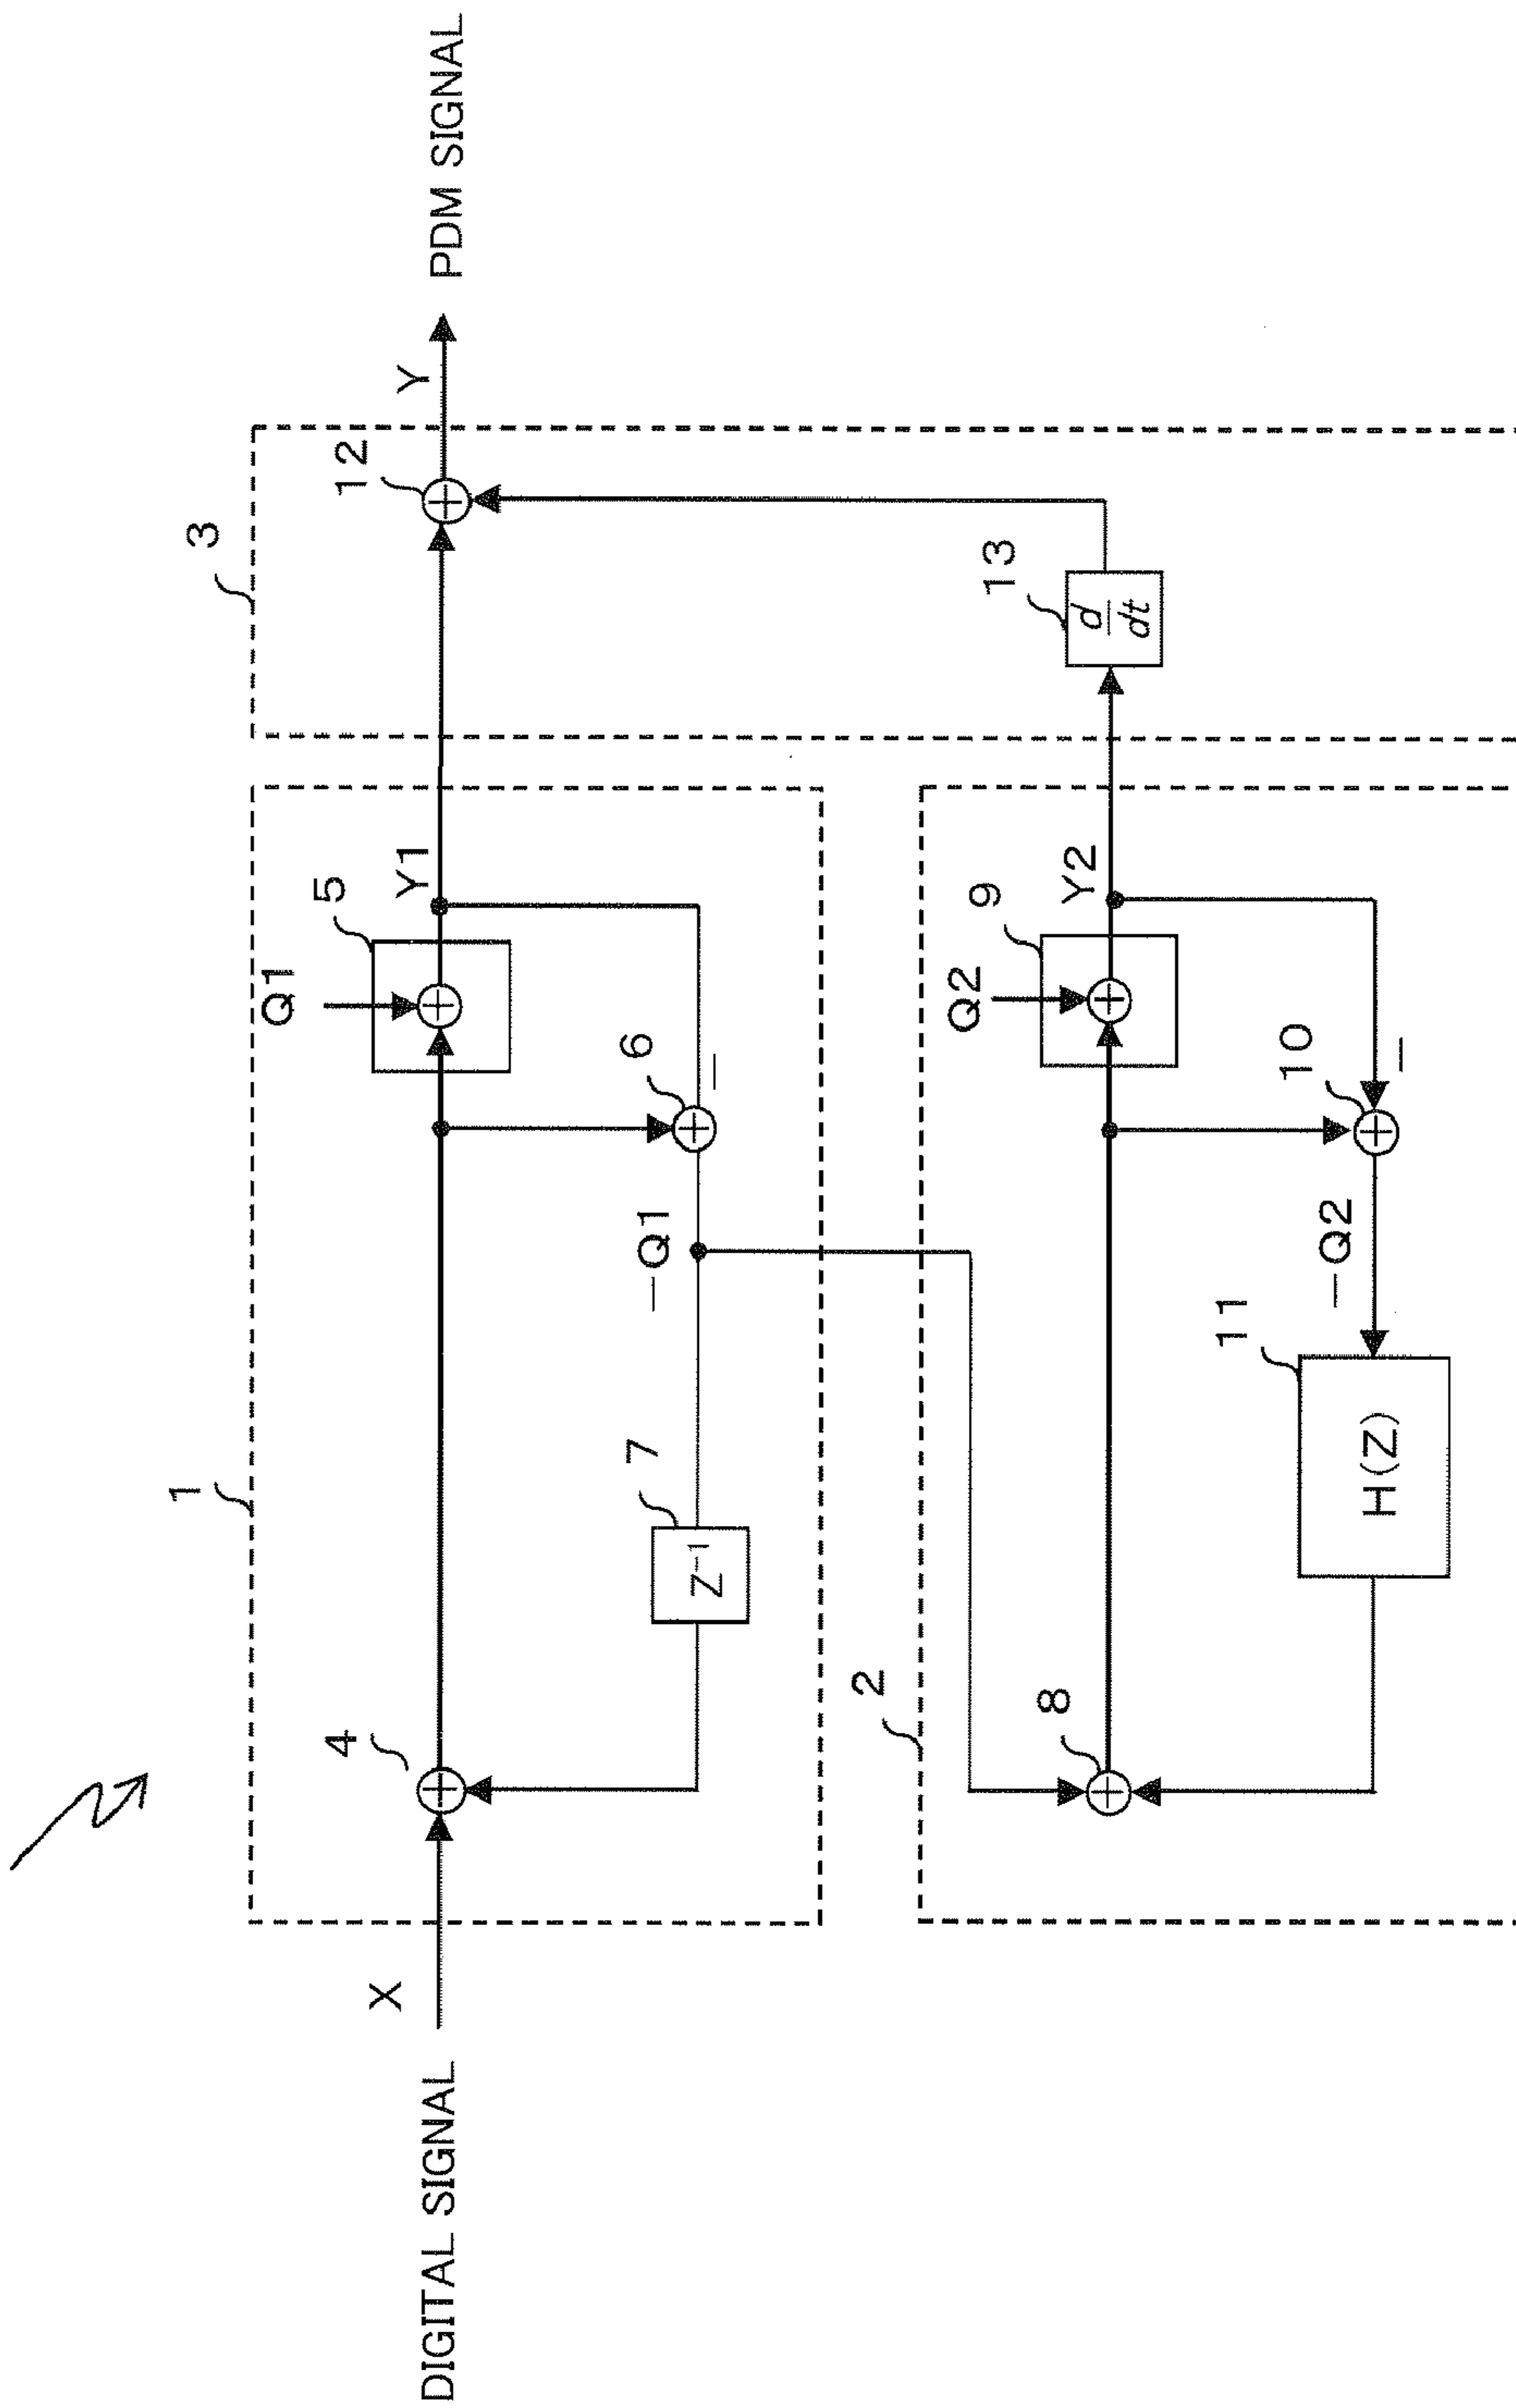 DIGITAL SIGNAL
X
1
4
5
Q1
Y1
6
−
−Q1
7
Z⁻¹
3
12
Y
PDM SIGNAL
13
d
dt
2
8
9
Q2
Y2
10
−
−Q2
11
H(Z)